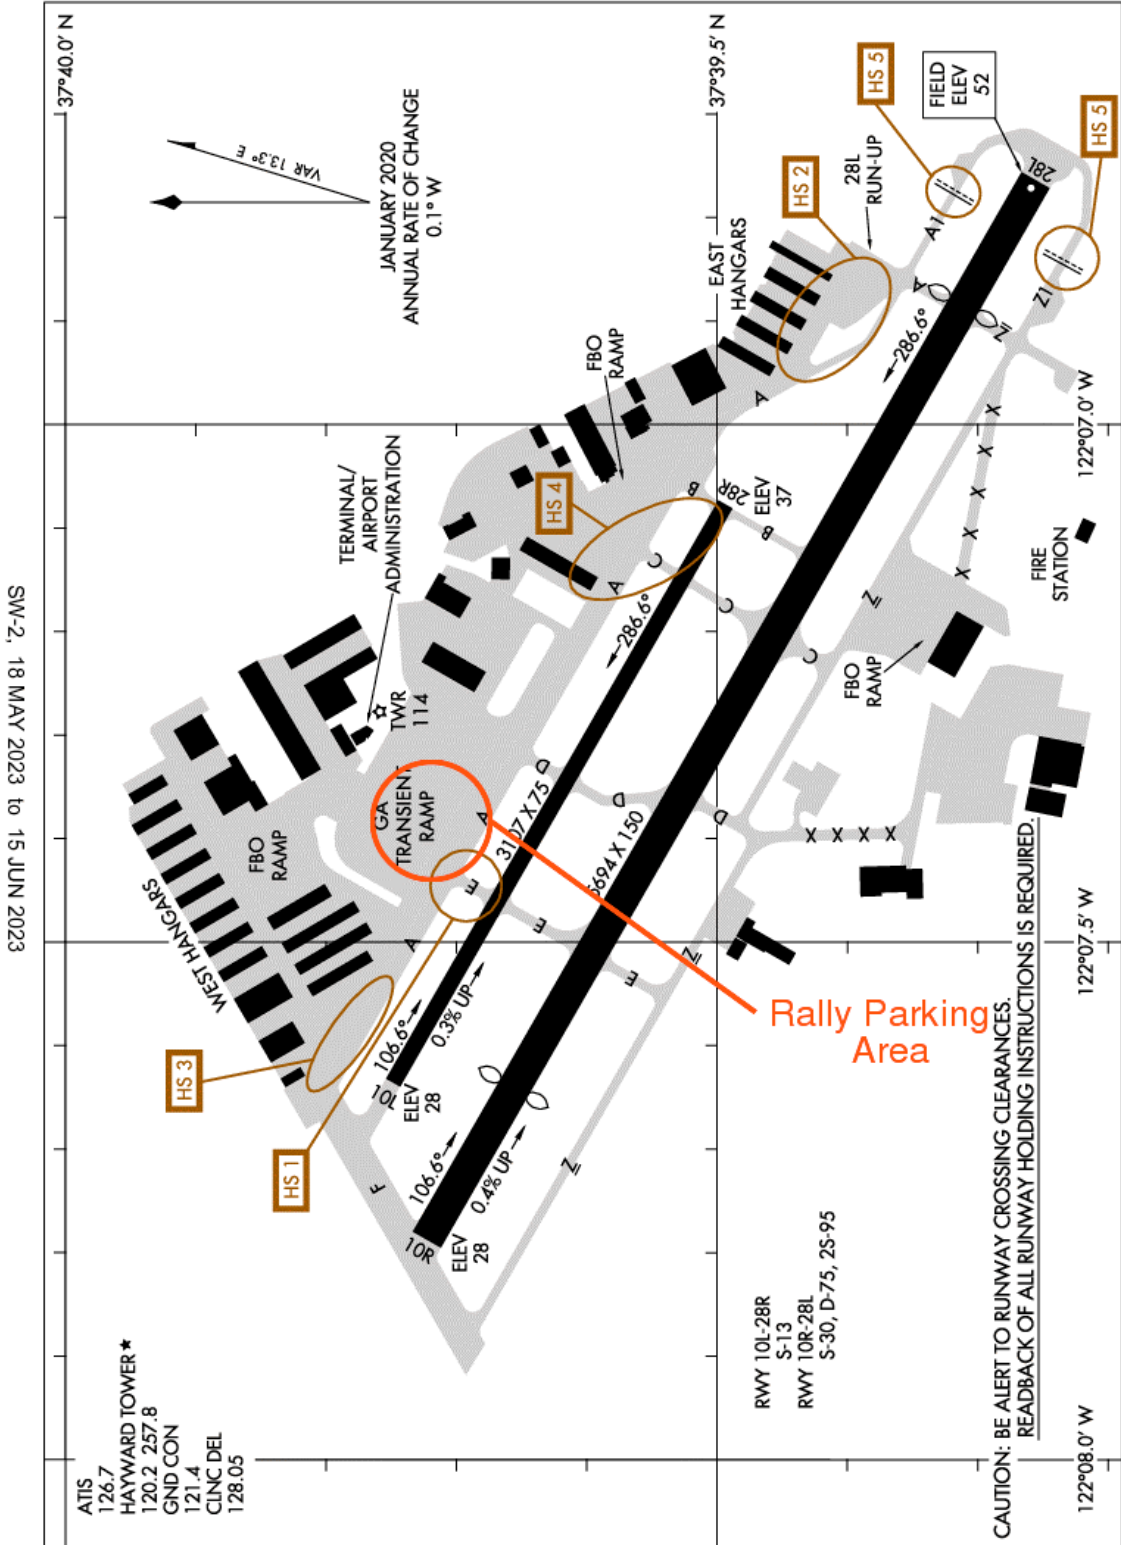 ATIS
126.7
HAYWARD TOWER ★
120.2 257.8
GND CON
121.4
CLNC DEL
128.05
37°40.0' N
37°39.5' N
VAR 13.3° E
JANUARY 2020
ANNUAL RATE OF CHANGE
0.1° W
HS 5
FIELD
ELEV
52
HS 5
HS 2
28L
RUN-UP
A1
28L
EAST
HANGARS
A
Z1
Z
286.6°
FBO
RAMP
A
122°07.0' W
TERMINAL/
AIRPORT
ADMINISTRATION
HS 4
B
28R
ELEV
37
B
X
X
X
X
X
FIRE
STATION
A
C
C
C
286.6°
Z
FBO
RAMP
TWR
114
GA
TRANSIENT
RAMP
A
D
D
D
3107 X 75
5694 X 150
X
X
X
X
FBO
RAMP
WEST HANGARS
A
E
E
E
Z
122°07.5' W
Rally Parking
Area
HS 3
106.6°
0.3% UP
10L
ELEV
28
HS 1
F
106.6°
0.4% UP
Z
10R
ELEV
28
RWY 10L-28R
S-13
RWY 10R-28L
S-30, D-75, 2S-95
CAUTION: BE ALERT TO RUNWAY CROSSING CLEARANCES.
READBACK OF ALL RUNWAY HOLDING INSTRUCTIONS IS REQUIRED.
122°08.0' W
SW-2, 18 MAY 2023 to 15 JUN 2023